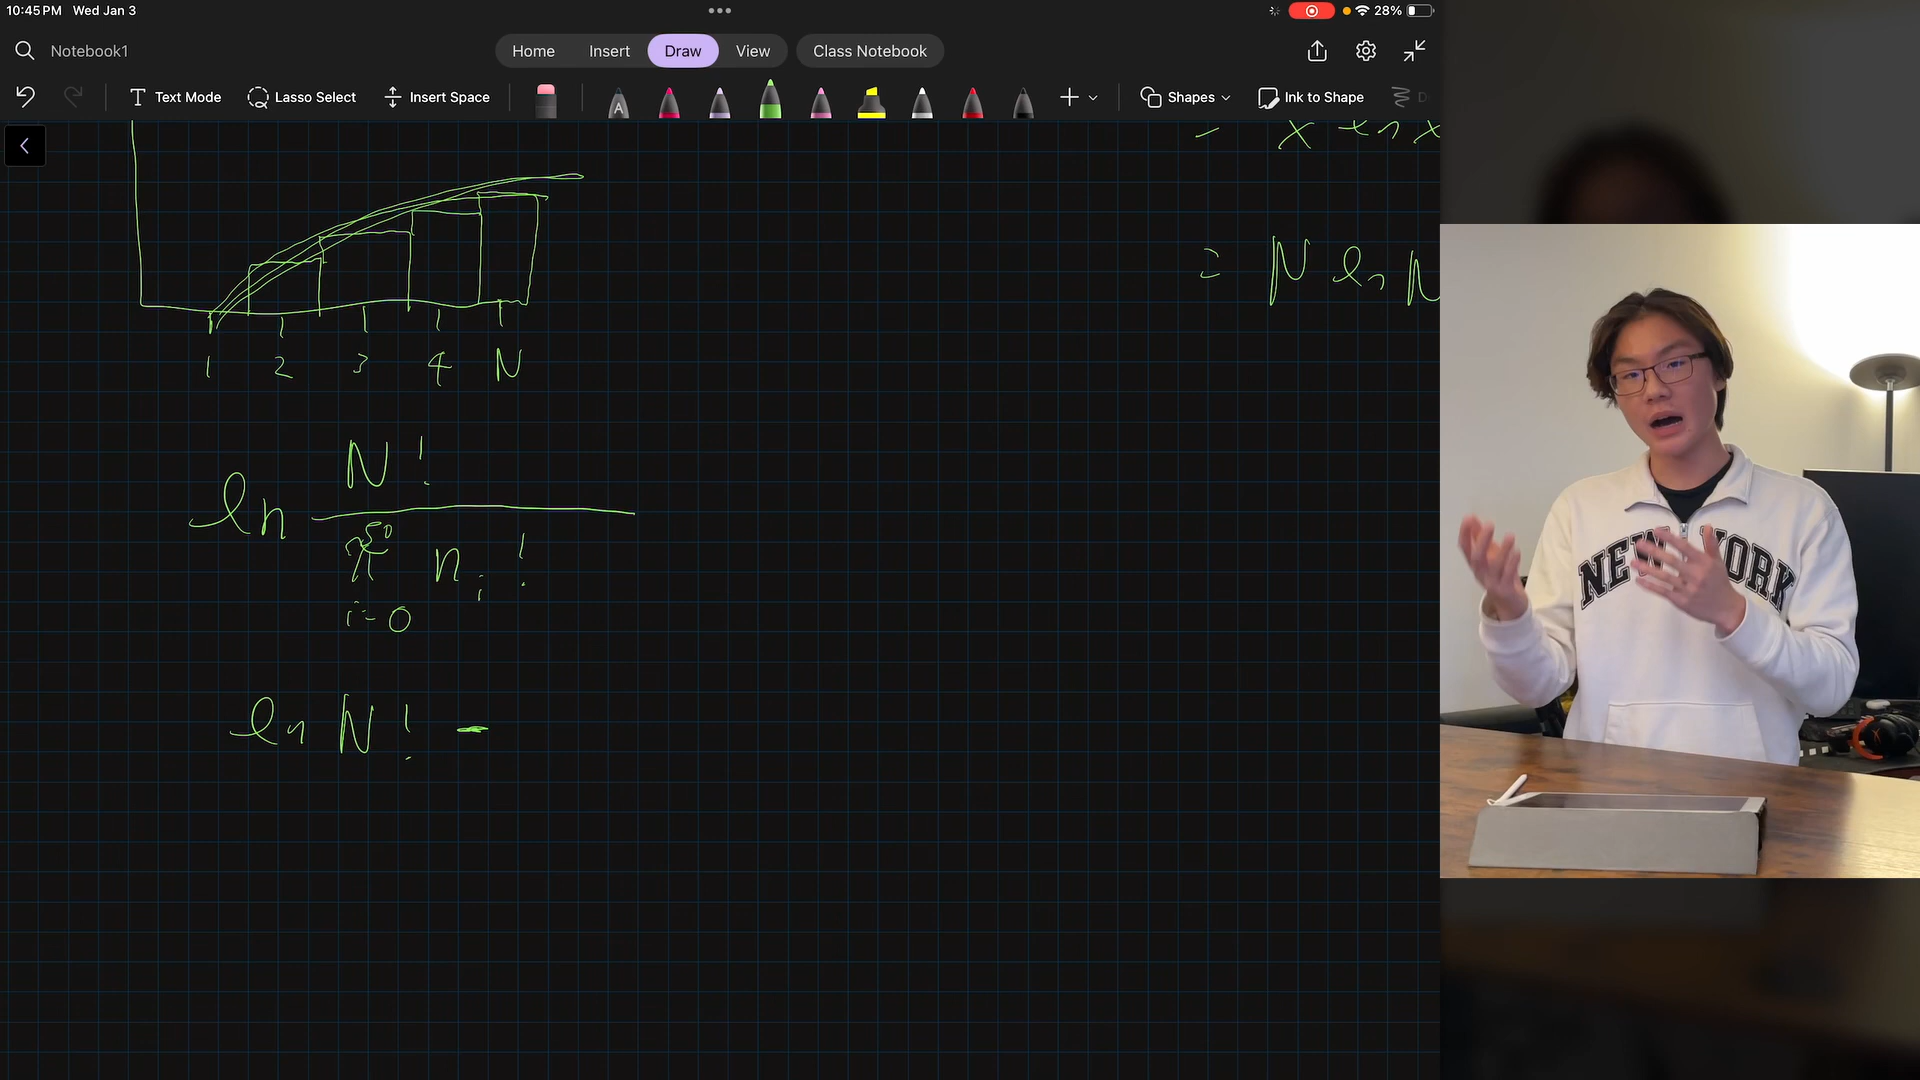 10:45 PM Wed Jan 3
28%
Notebook1
Home Insert Draw View Class Notebook
Text Mode Lasso Select Insert Space
A
Shapes Ink to Shape
= N ln N
1 2 3 4 N
ln N!
π 50 n i !
i = 0
ln N! -
NEW YORK